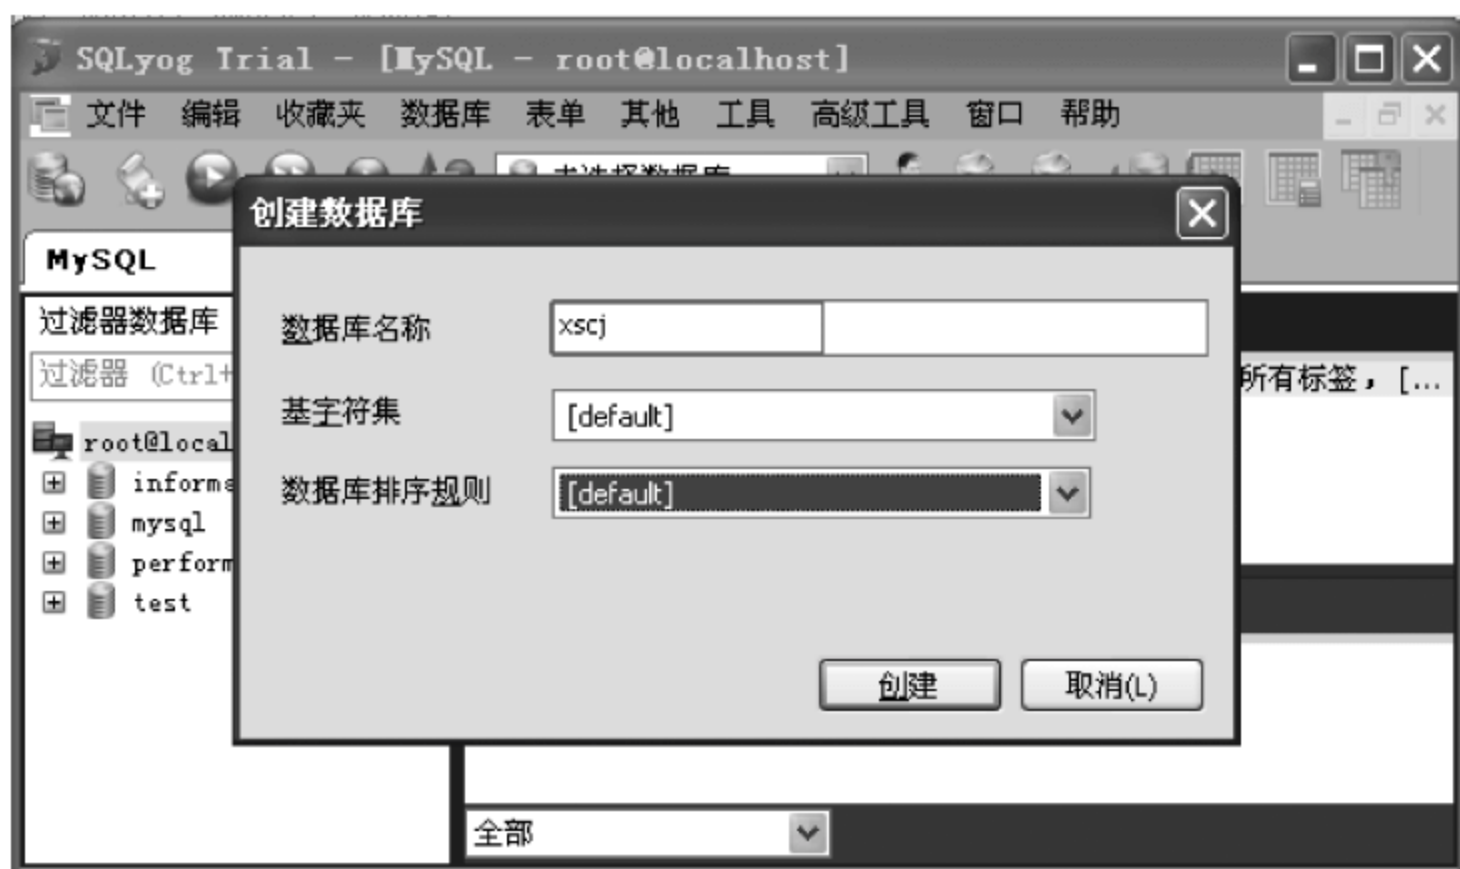 SQLyog Trial - [MySQL - root@localhost]
文件 编辑 收藏夹 数据库 表单 其他 工具 高级工具 窗口 帮助
创建数据库
MySQL
过滤器数据库
数据库名称 xscj
过滤器 (Ctrl+
所有标签, [...
基字符集 [default]
root@local
informa
数据库排序规则 [default]
mysql
perform
test
创建 取消(L)
全部